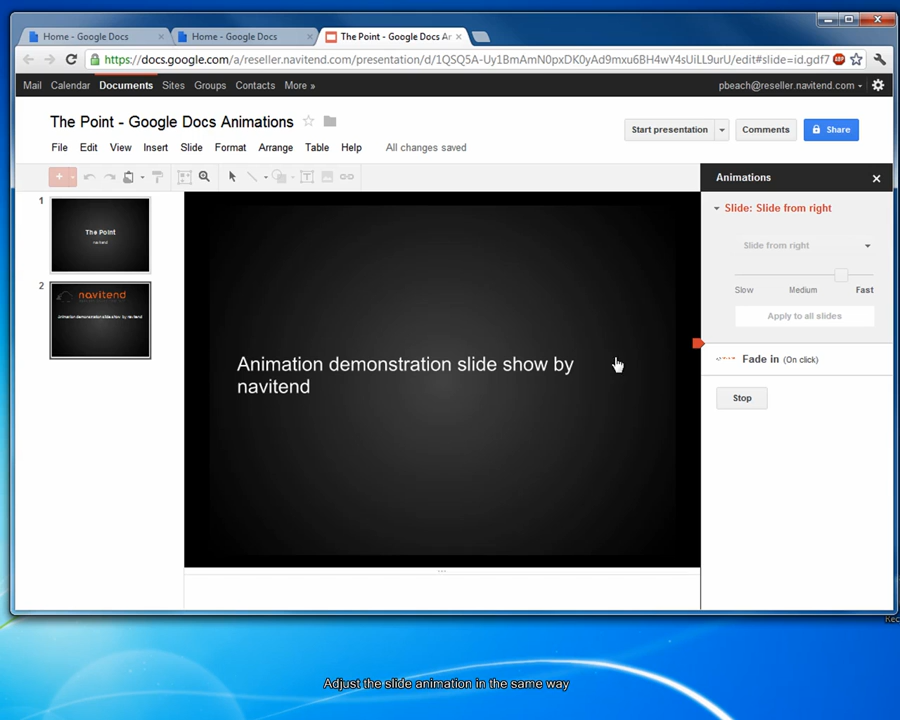 Home - Google Docs
Home - Google Docs
The Point - Google Docs Ar
https://docs.google.com/a/reseller.navitend.com/presentation/d/1QSQ5A-Uy1BmAmN0pxDK0yAd9mxu6BH4wY4sUiLL9urU/edit#slide=id.gdf7
Mail Calendar Documents Sites Groups Contacts More »
pbeach@reseller.navitend.com
The Point - Google Docs Animations
Start presentation
Comments
Share
File Edit View Insert Slide Format Arrange Table Help All changes saved
Animations
1
The Point
navitend
2
navitend
Animation demonstration slide show by navitend
Animation demonstration slide show by
navitend
Slide: Slide from right
Slide from right
Slow Medium Fast
Apply to all slides
Fade in (On click)
Stop
Rec
Adjust the slide animation in the same way